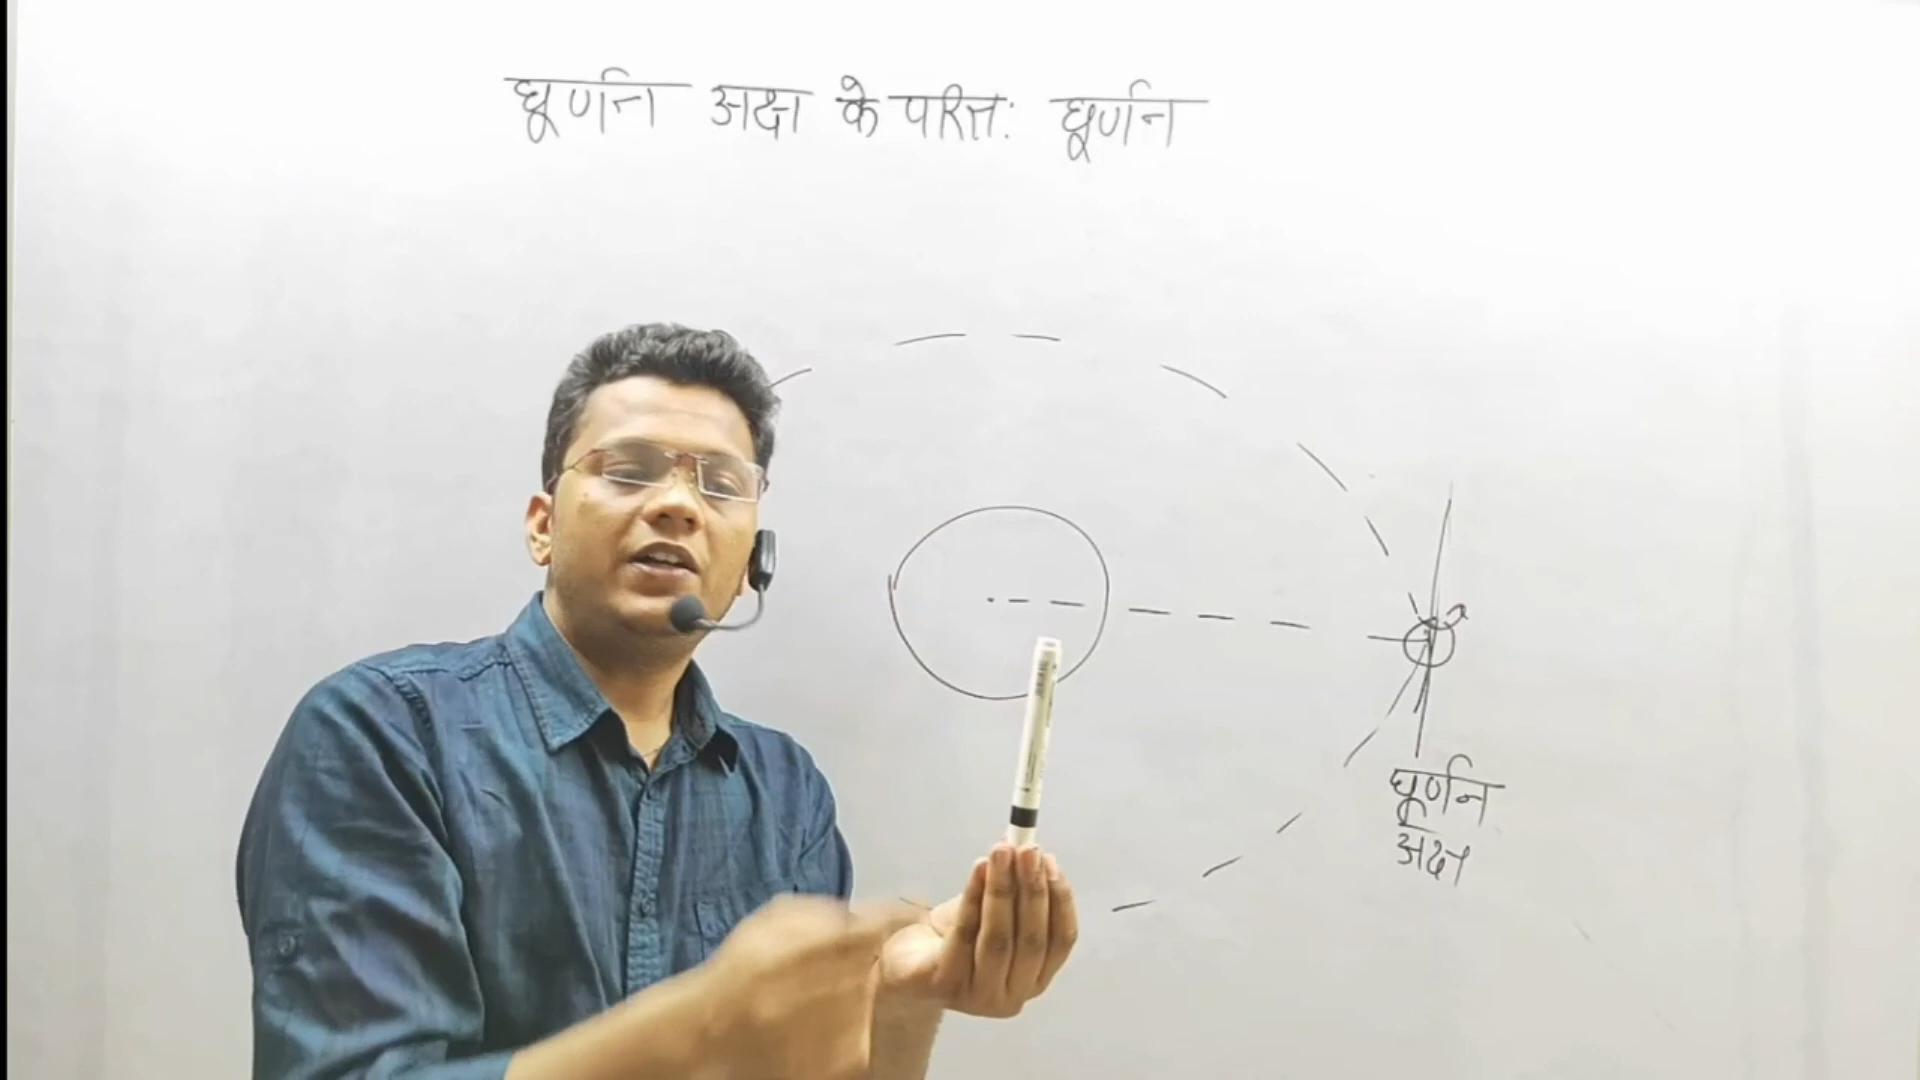 घूर्णन अक्ष के परितः घूर्णन
घूर्णन
अक्ष